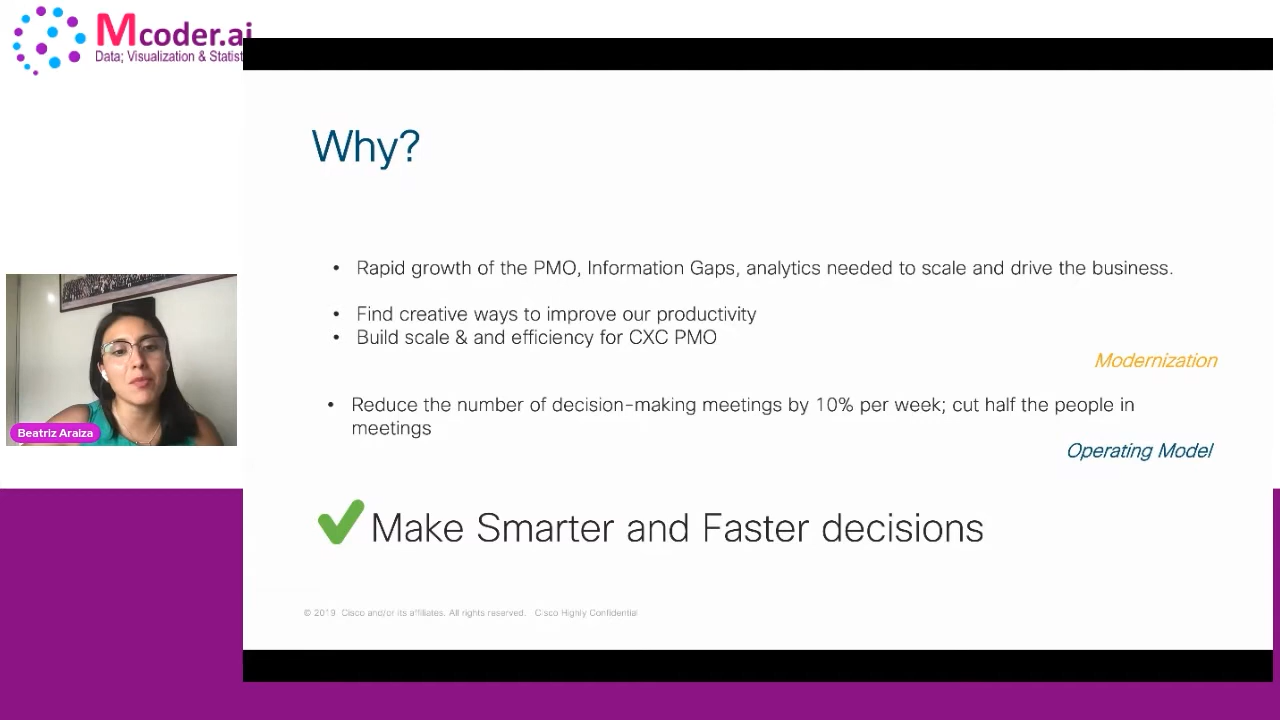 Mcoder.ai
Data; Visualization & Statist
Why?
• Rapid growth of the PMO, Information Gaps, analytics needed to scale and drive the business.
• Find creative ways to improve our productivity
• Build scale & and efficiency for CXC PMO
Modernization
• Reduce the number of decision-making meetings by 10% per week; cut half the people in
meetings
Operating Model
Make Smarter and Faster decisions
© 2019 Cisco and/or its affiliates. All rights reserved. Cisco Highly Confidential
Beatriz Araiza